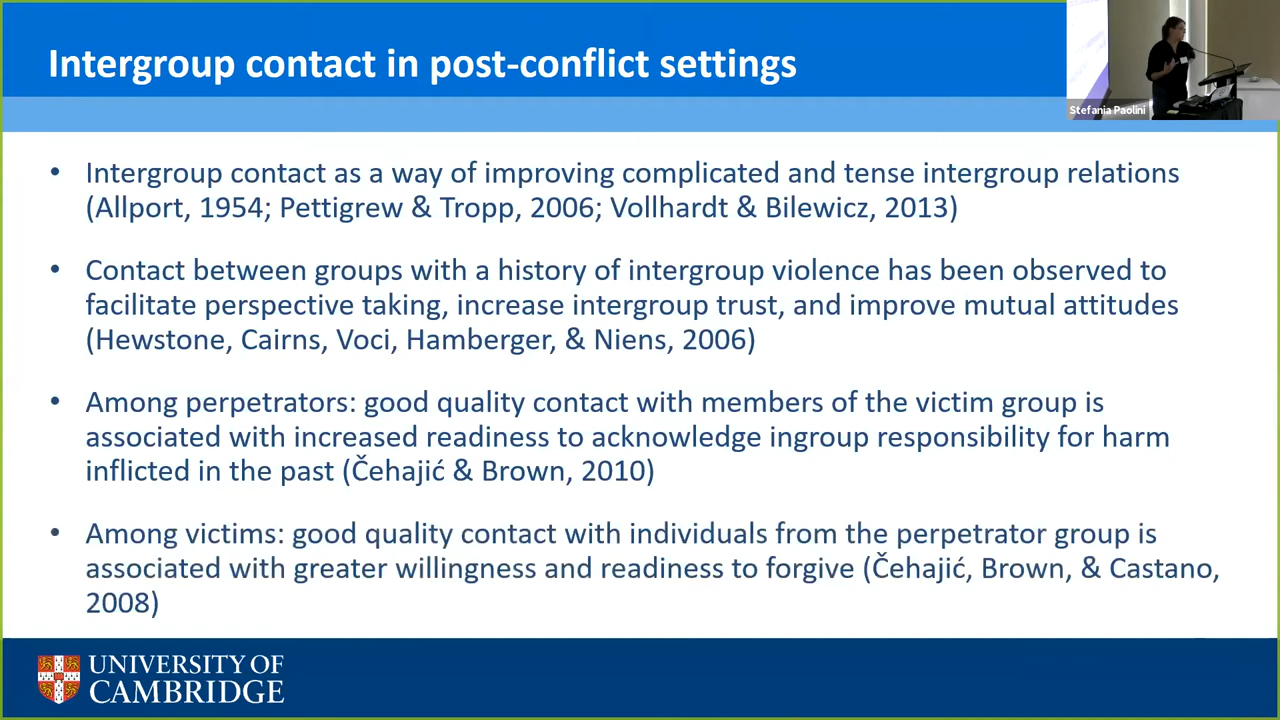 Intergroup contact in post-conflict settings
Stefania Paolini
• Intergroup contact as a way of improving complicated and tense intergroup relations
(Allport, 1954; Pettigrew & Tropp, 2006; Vollhardt & Bilewicz, 2013)
• Contact between groups with a history of intergroup violence has been observed to
facilitate perspective taking, increase intergroup trust, and improve mutual attitudes
(Hewstone, Cairns, Voci, Hamberger, & Niens, 2006)
• Among perpetrators: good quality contact with members of the victim group is
associated with increased readiness to acknowledge ingroup responsibility for harm
inflicted in the past (Čehajić & Brown, 2010)
• Among victims: good quality contact with individuals from the perpetrator group is
associated with greater willingness and readiness to forgive (Čehajić, Brown, & Castano,
2008)
UNIVERSITY OF
CAMBRIDGE